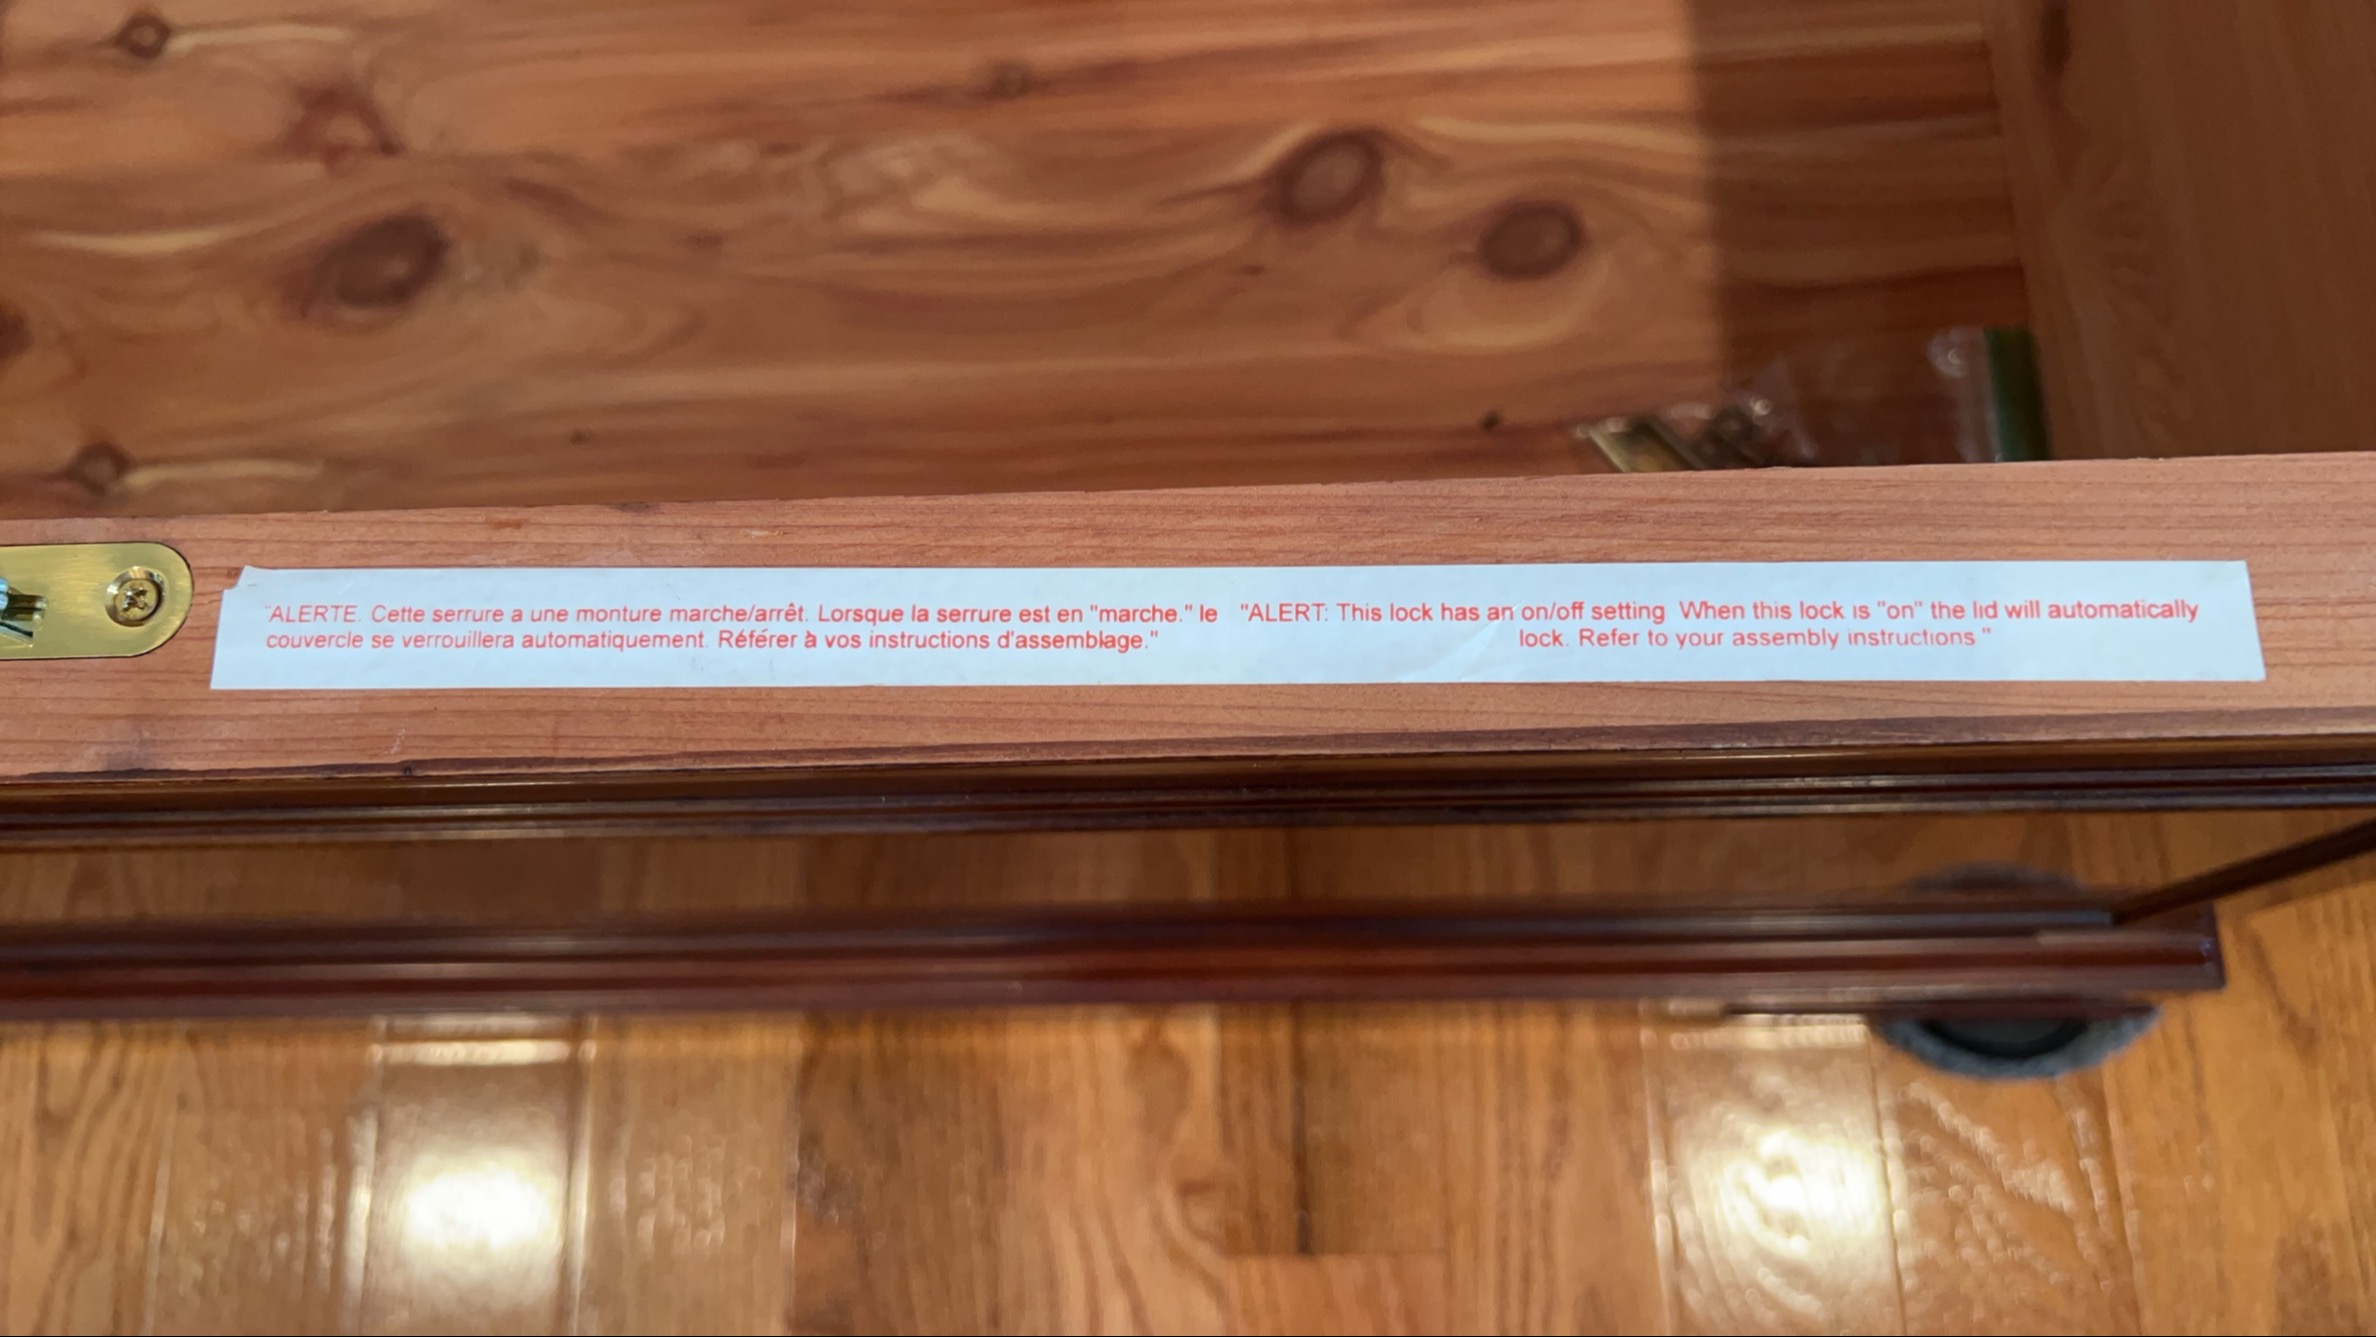 "ALERTE. Cette serrure a une monture marche/arrêt. Lorsque la serrure est en "marche." le
couvercle se verrouillera automatiquement. Référer à vos instructions d'assemblage."
"ALERT: This lock has an on/off setting When this lock is "on" the lid will automatically
lock. Refer to your assembly instructions "